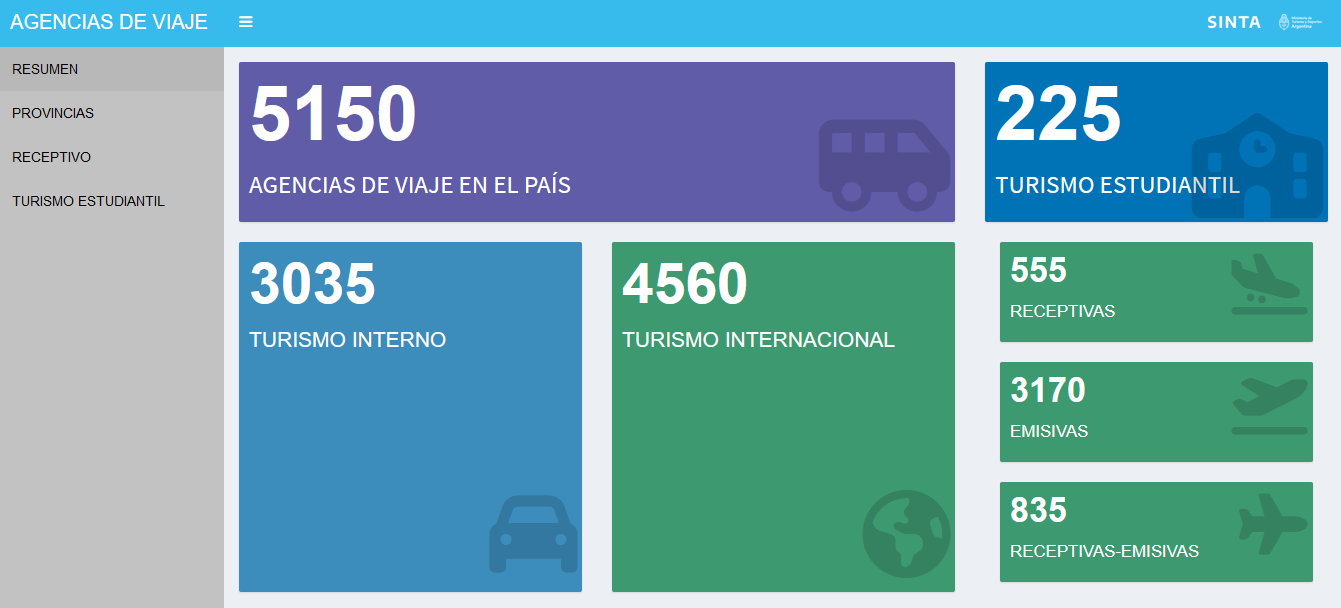 AGENCIAS DE VIAJE
SINTA
RESUMEN
PROVINCIAS
RECEPTIVO
TURISMO ESTUDIANTIL
5150
AGENCIAS DE VIAJE EN EL PAÍS
225
TURISMO ESTUDIANTIL
3035
TURISMO INTERNO
4560
TURISMO INTERNACIONAL
555
RECEPTIVAS
3170
EMISIVAS
835
RECEPTIVAS-EMISIVAS